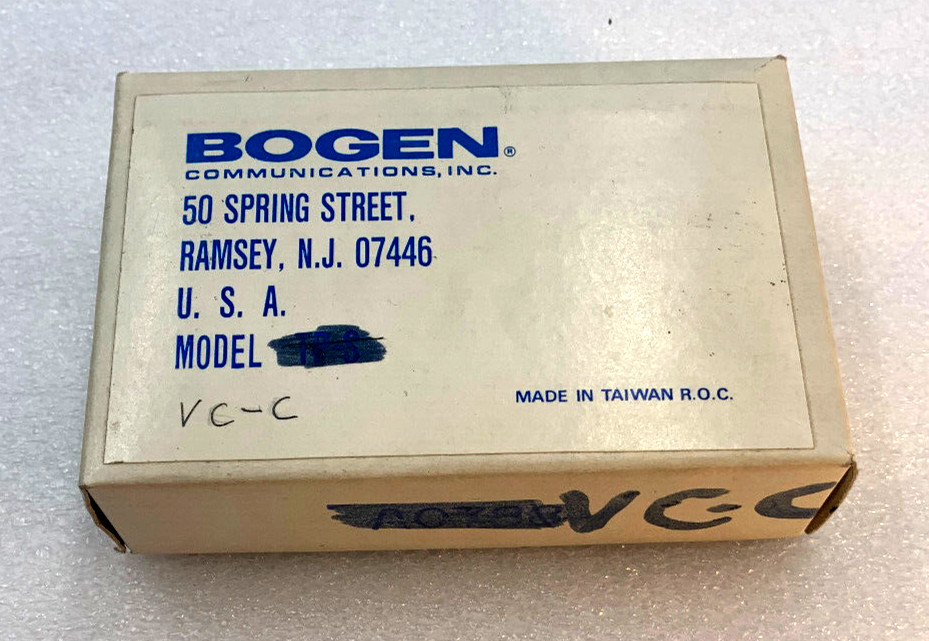 BOGEN®
COMMUNICATIONS, INC.
50 SPRING STREET.
RAMSEY, N.J. 07446
U. S. A.
MODEL
VC-C
MADE IN TAIWAN R.O.C.
VC-C